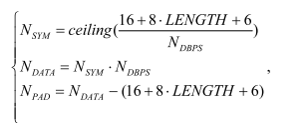 N_SYM = ceiling((16 + 8 · LENGTH + 6) / N_DBPS)
N_DATA = N_SYM · N_DBPS
N_PAD = N_DATA − (16 + 8 · LENGTH + 6)
,